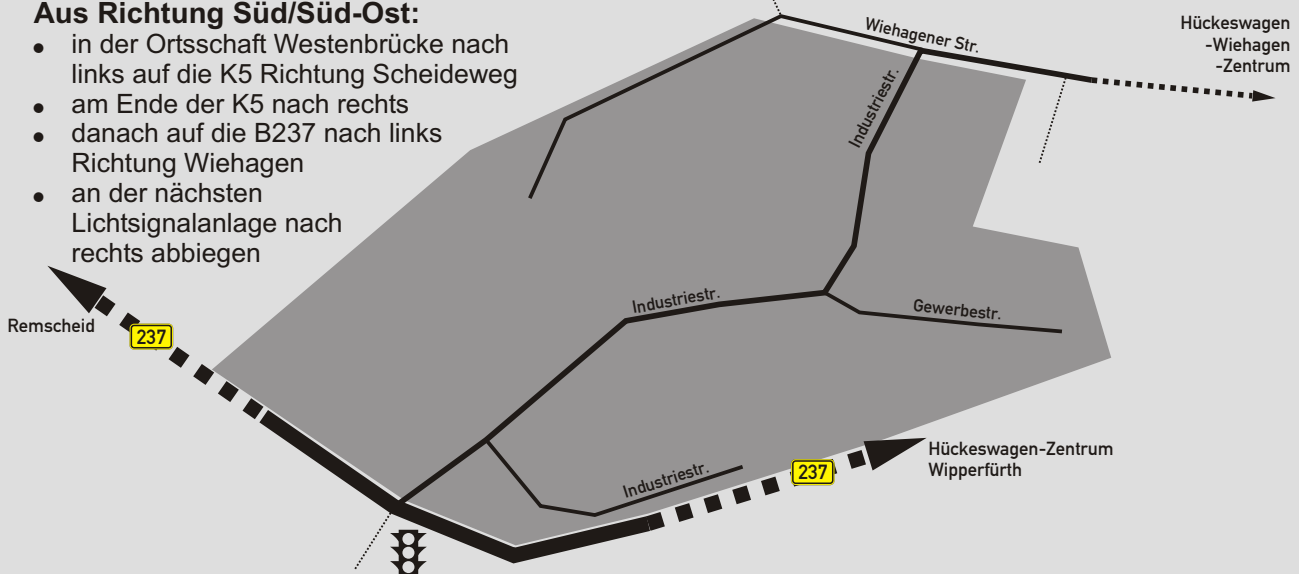 Aus Richtung Süd/Süd-Ost:
• in der Ortsschaft Westenbrücke nach
links auf die K5 Richtung Scheideweg
• am Ende der K5 nach rechts
• danach auf die B237 nach links
Richtung Wiehagen
• an der nächsten
Lichtsignalanlage nach
rechts abbiegen
Wiehagener Str.
Hückeswagen
-Wiehagen
-Zentrum
Industriestr.
Industriestr.
Gewerbestr.
Remscheid
237
Industriestr.
237
Hückeswagen-Zentrum
Wipperfürth